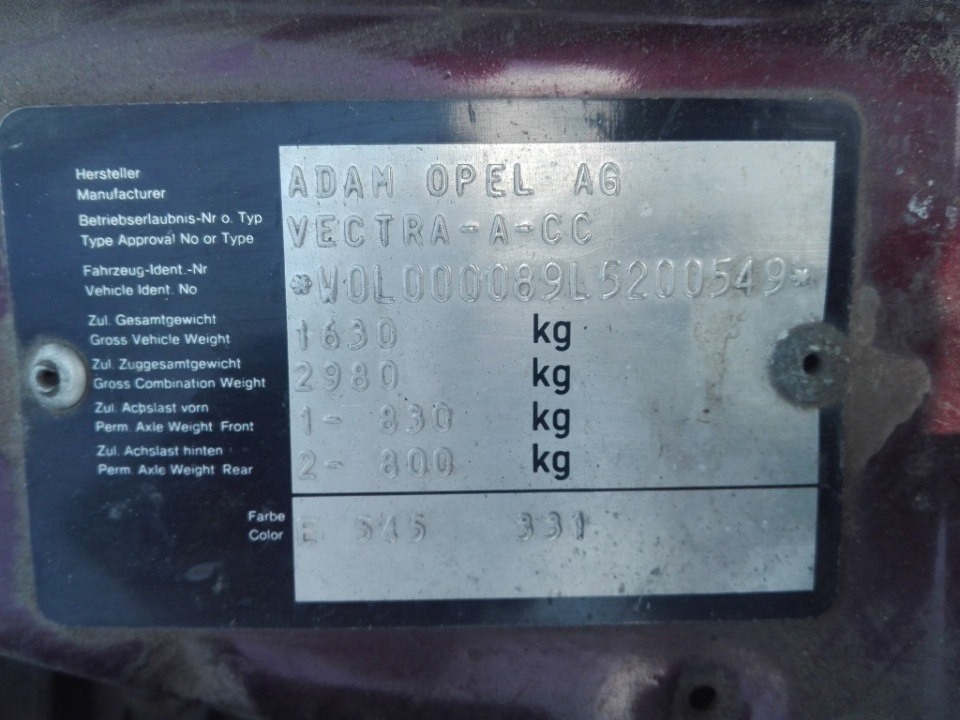 Hersteller
Manufacturer
ADAM OPEL AG
Betriebserlaubnis-Nr o. Typ
Type Approval No or Type
VECTRA-A-CC
Fahrzeug-Ident.-Nr
Vehicle Ident. No
*W0L000089L5200549*
Zul. Gesamtgewicht
Gross Vehicle Weight
1630 kg
Zul. Zuggesamtgewicht
Gross Combination Weight
2980 kg
Zul. Achslast vorn
Perm. Axle Weight Front
1- 830 kg
Zul. Achslast hinten
Perm. Axle Weight Rear
2- 800 kg
Farbe
Color
E 545 331